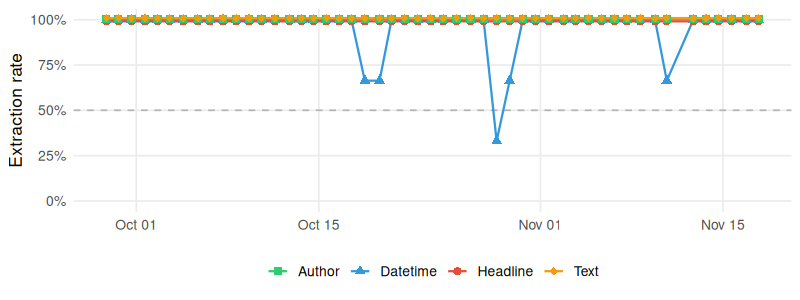 100%
75%
50%
25%
0%
Extraction rate
Oct 01 Oct 15 Nov 01 Nov 15
Author Datetime Headline Text